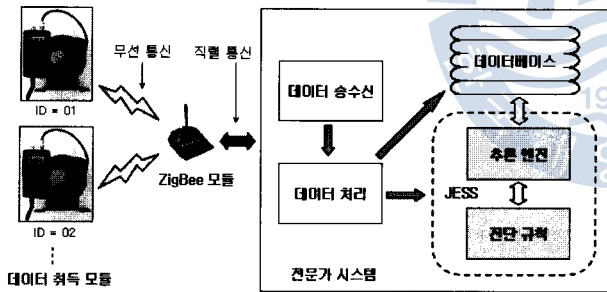 무선 통신
직렬 통신
ID = 01
ID = 02
데이터 취득 모듈
ZigBee 모듈
데이터 송수신
데이터 처리
전문가 시스템
데이터베이스
추론 엔진
JESS
진단 규칙
19